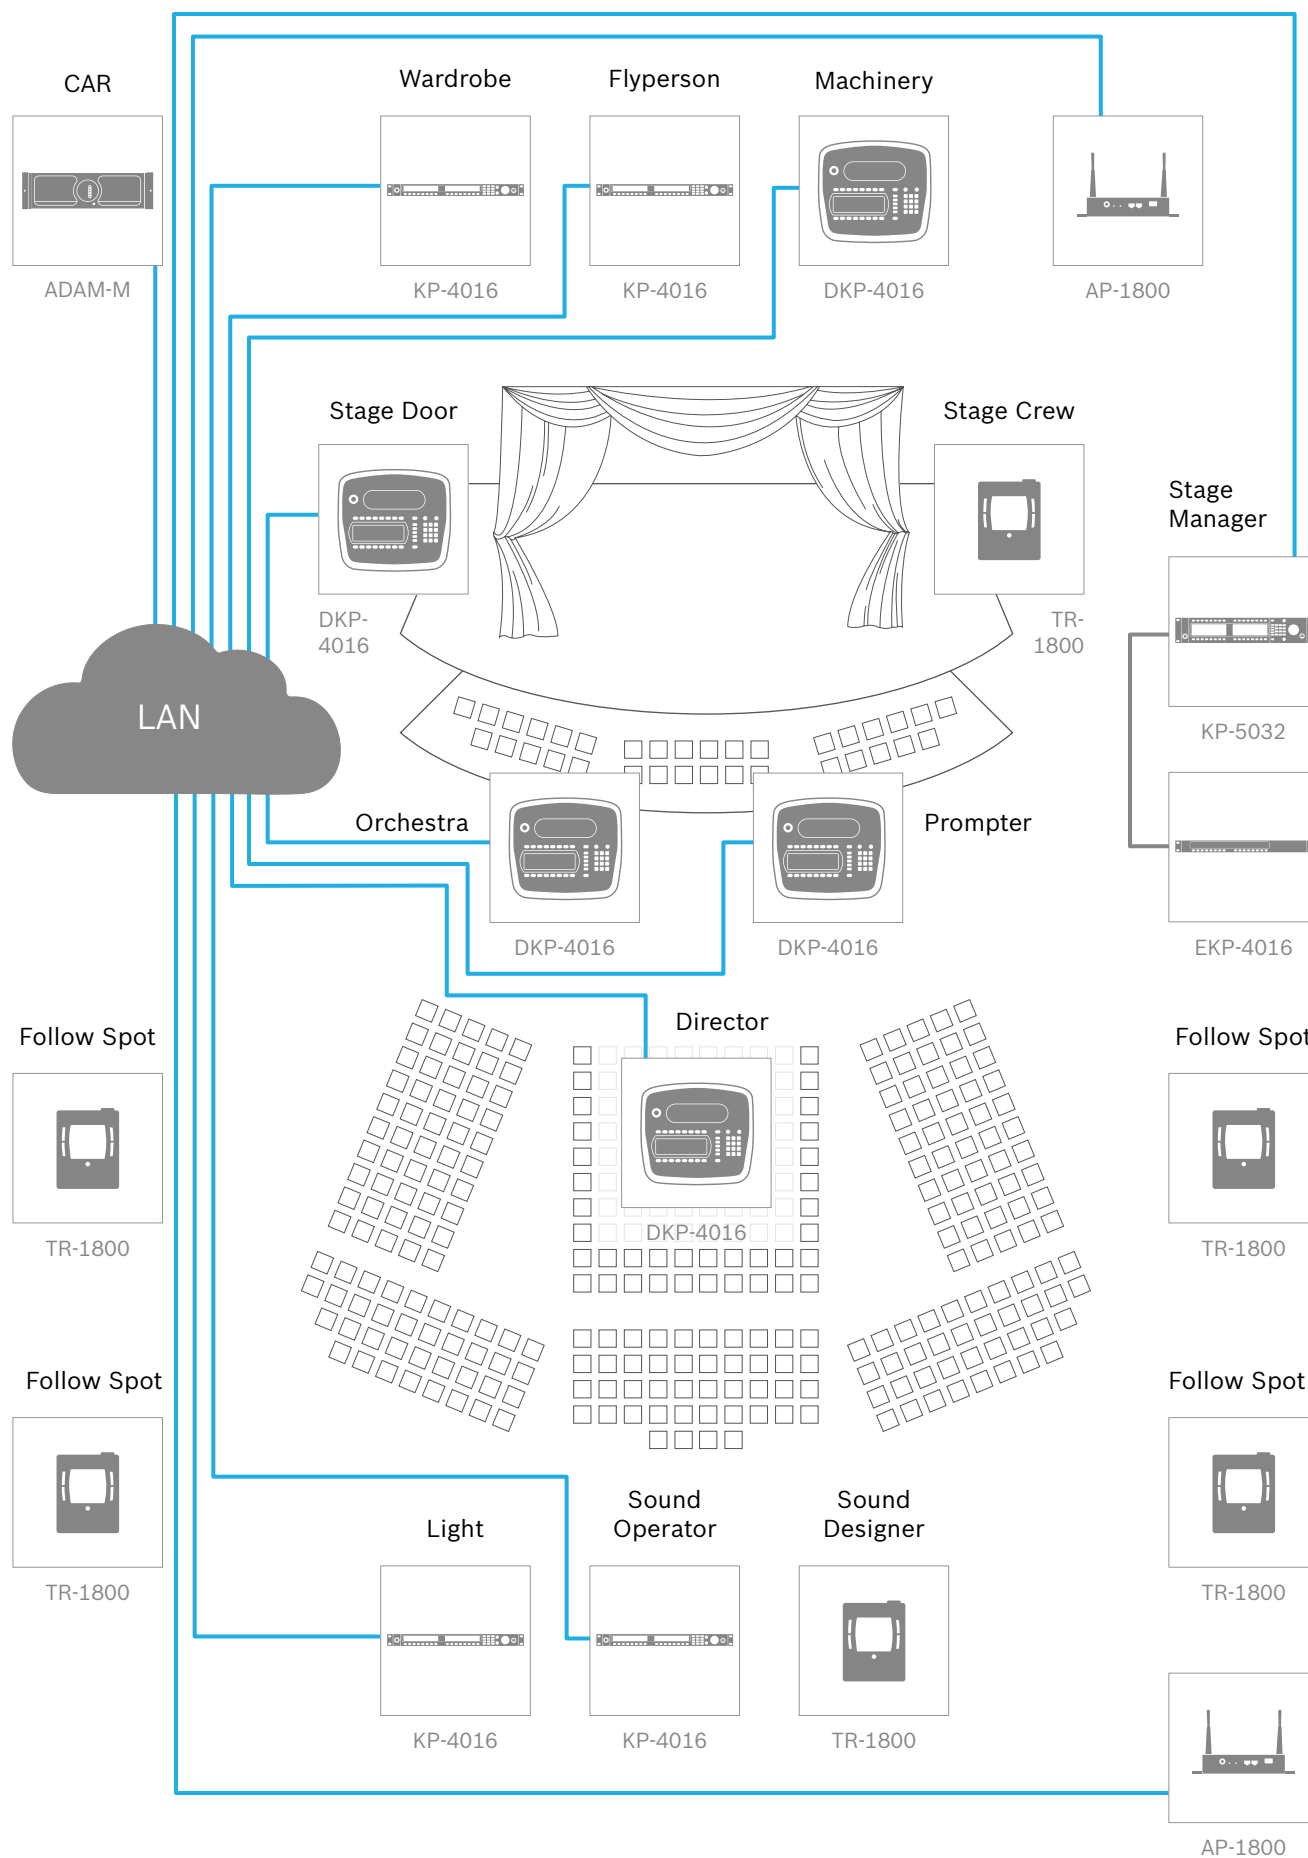 CAR
Wardrobe
Flyperson
Machinery
ADAM-M
KP-4016
KP-4016
DKP-4016
AP-1800
Stage Door
Stage Crew
DKP-
4016
TR-
1800
Stage
Manager
LAN
KP-5032
Orchestra
Prompter
DKP-4016
DKP-4016
EKP-4016
Follow Spot
Director
Follow Spot
TR-1800
DKP-4016
TR-1800
Follow Spot
Follow Spot
TR-1800
TR-1800
Light
Sound
Operator
Sound
Designer
KP-4016
KP-4016
TR-1800
AP-1800